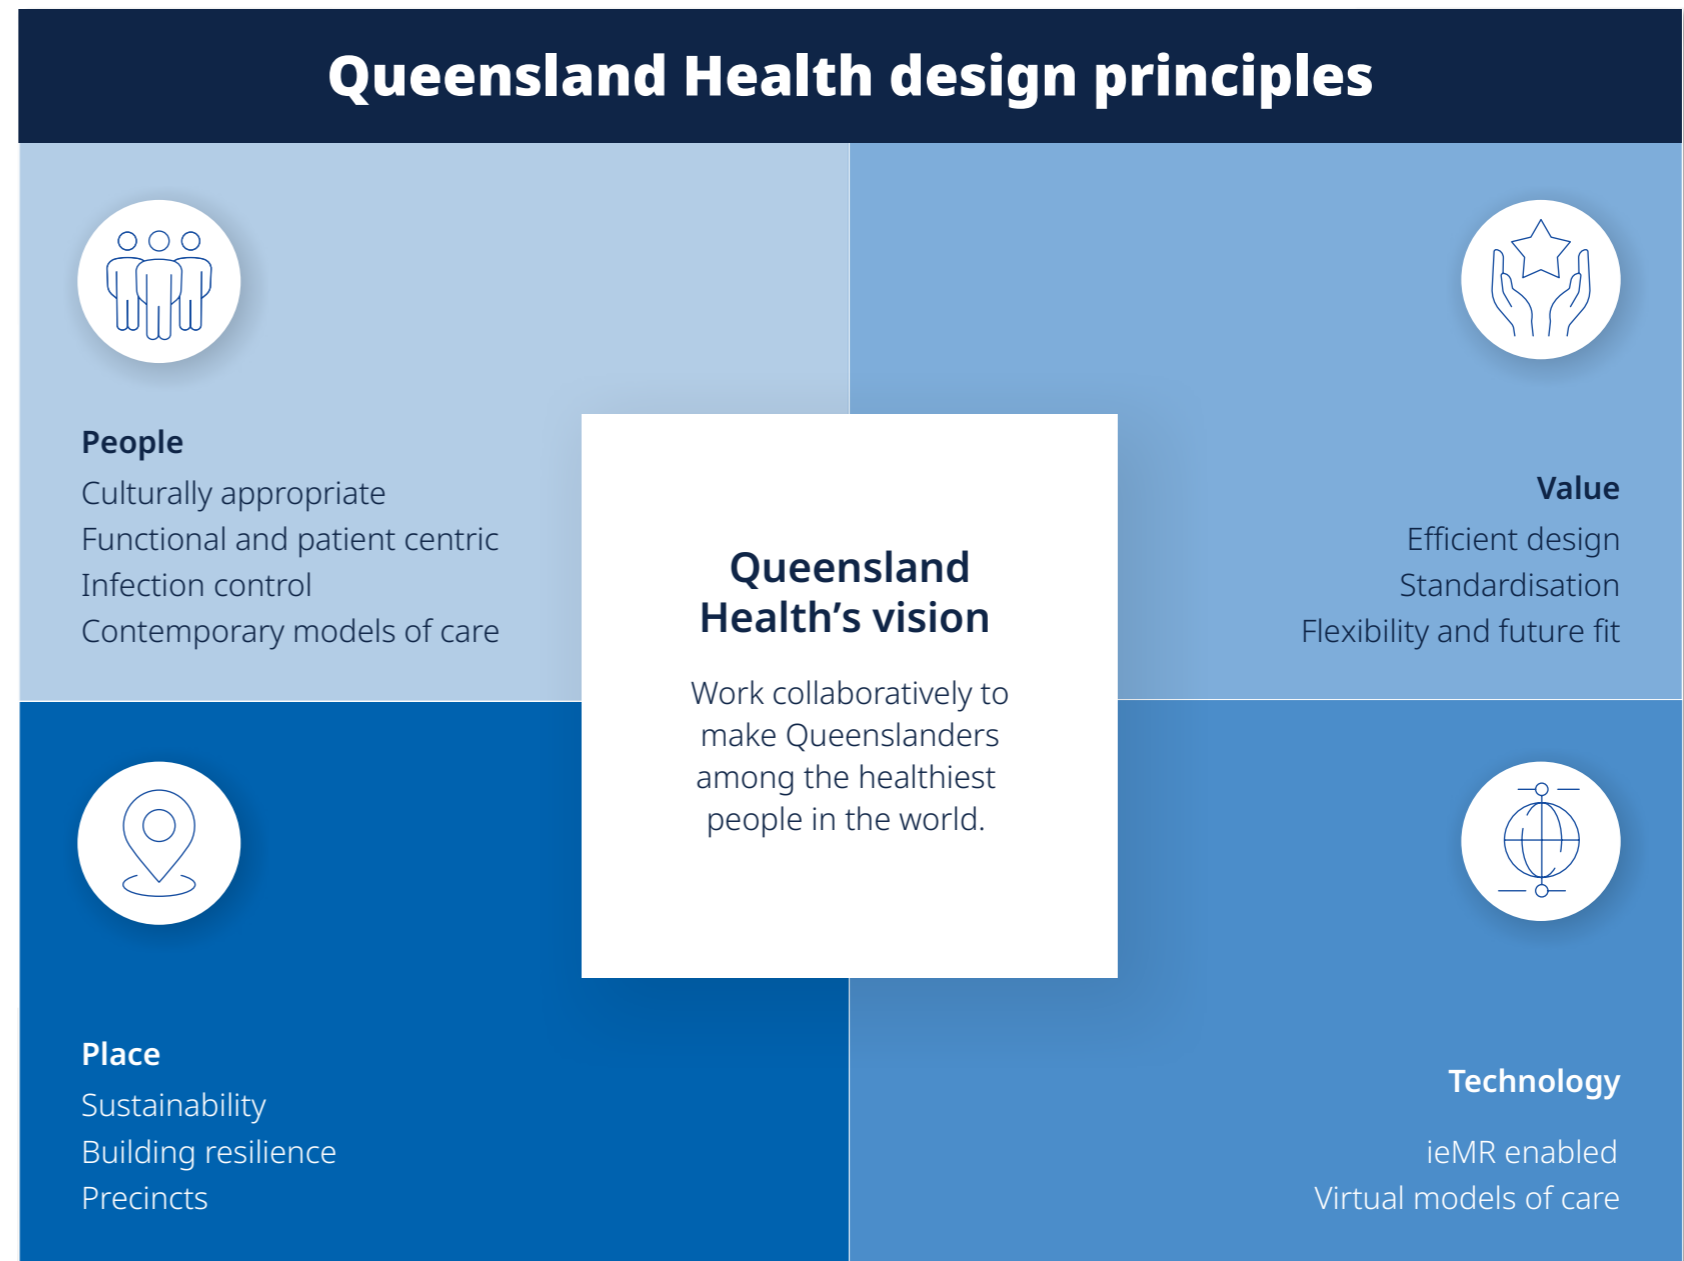 Queensland Health design principles
People
Culturally appropriate
Functional and patient centric
Infection control
Contemporary models of care
Value
Efficient design
Standardisation
Flexibility and future fit
Queensland
Health’s vision
Work collaboratively to
make Queenslanders
among the healthiest
people in the world.
Place
Sustainability
Building resilience
Precincts
Technology
ieMR enabled
Virtual models of care